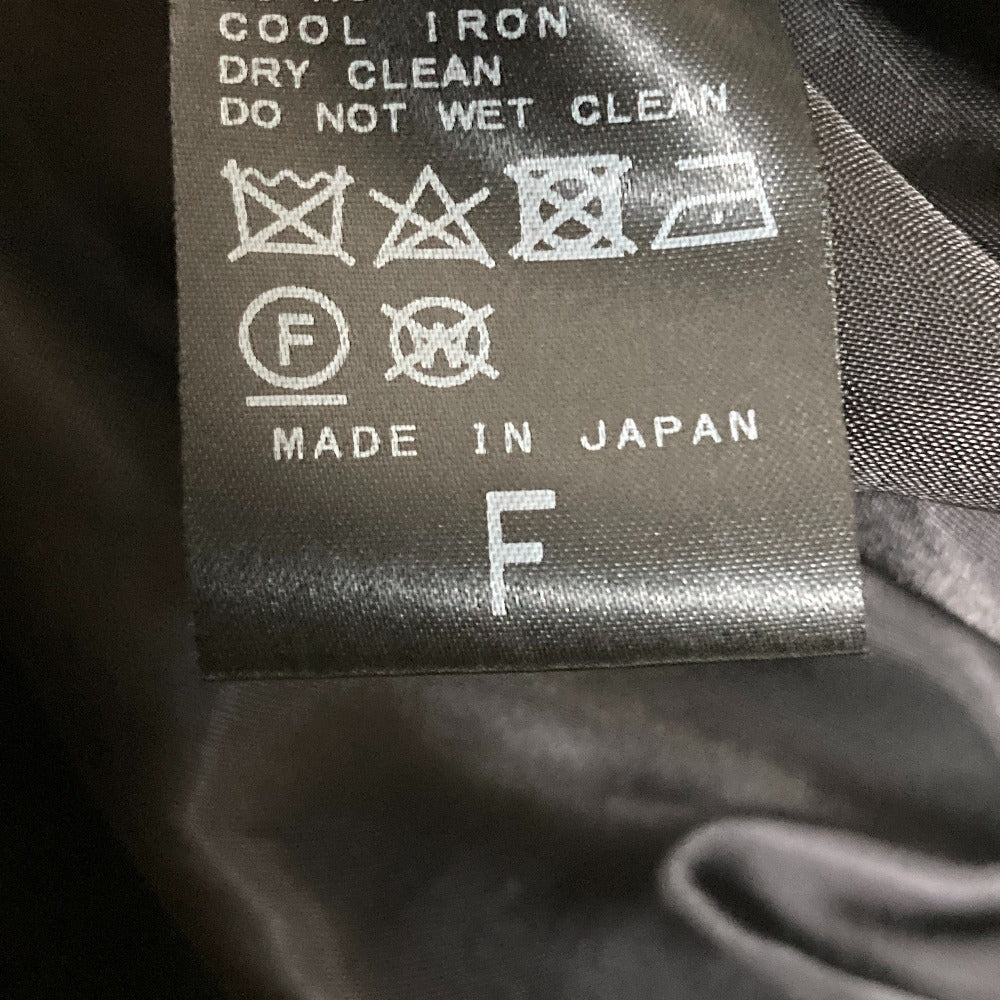 COOL IRON
DRY CLEAN
DO NOT WET CLEAN
F W
MADE IN JAPAN
F